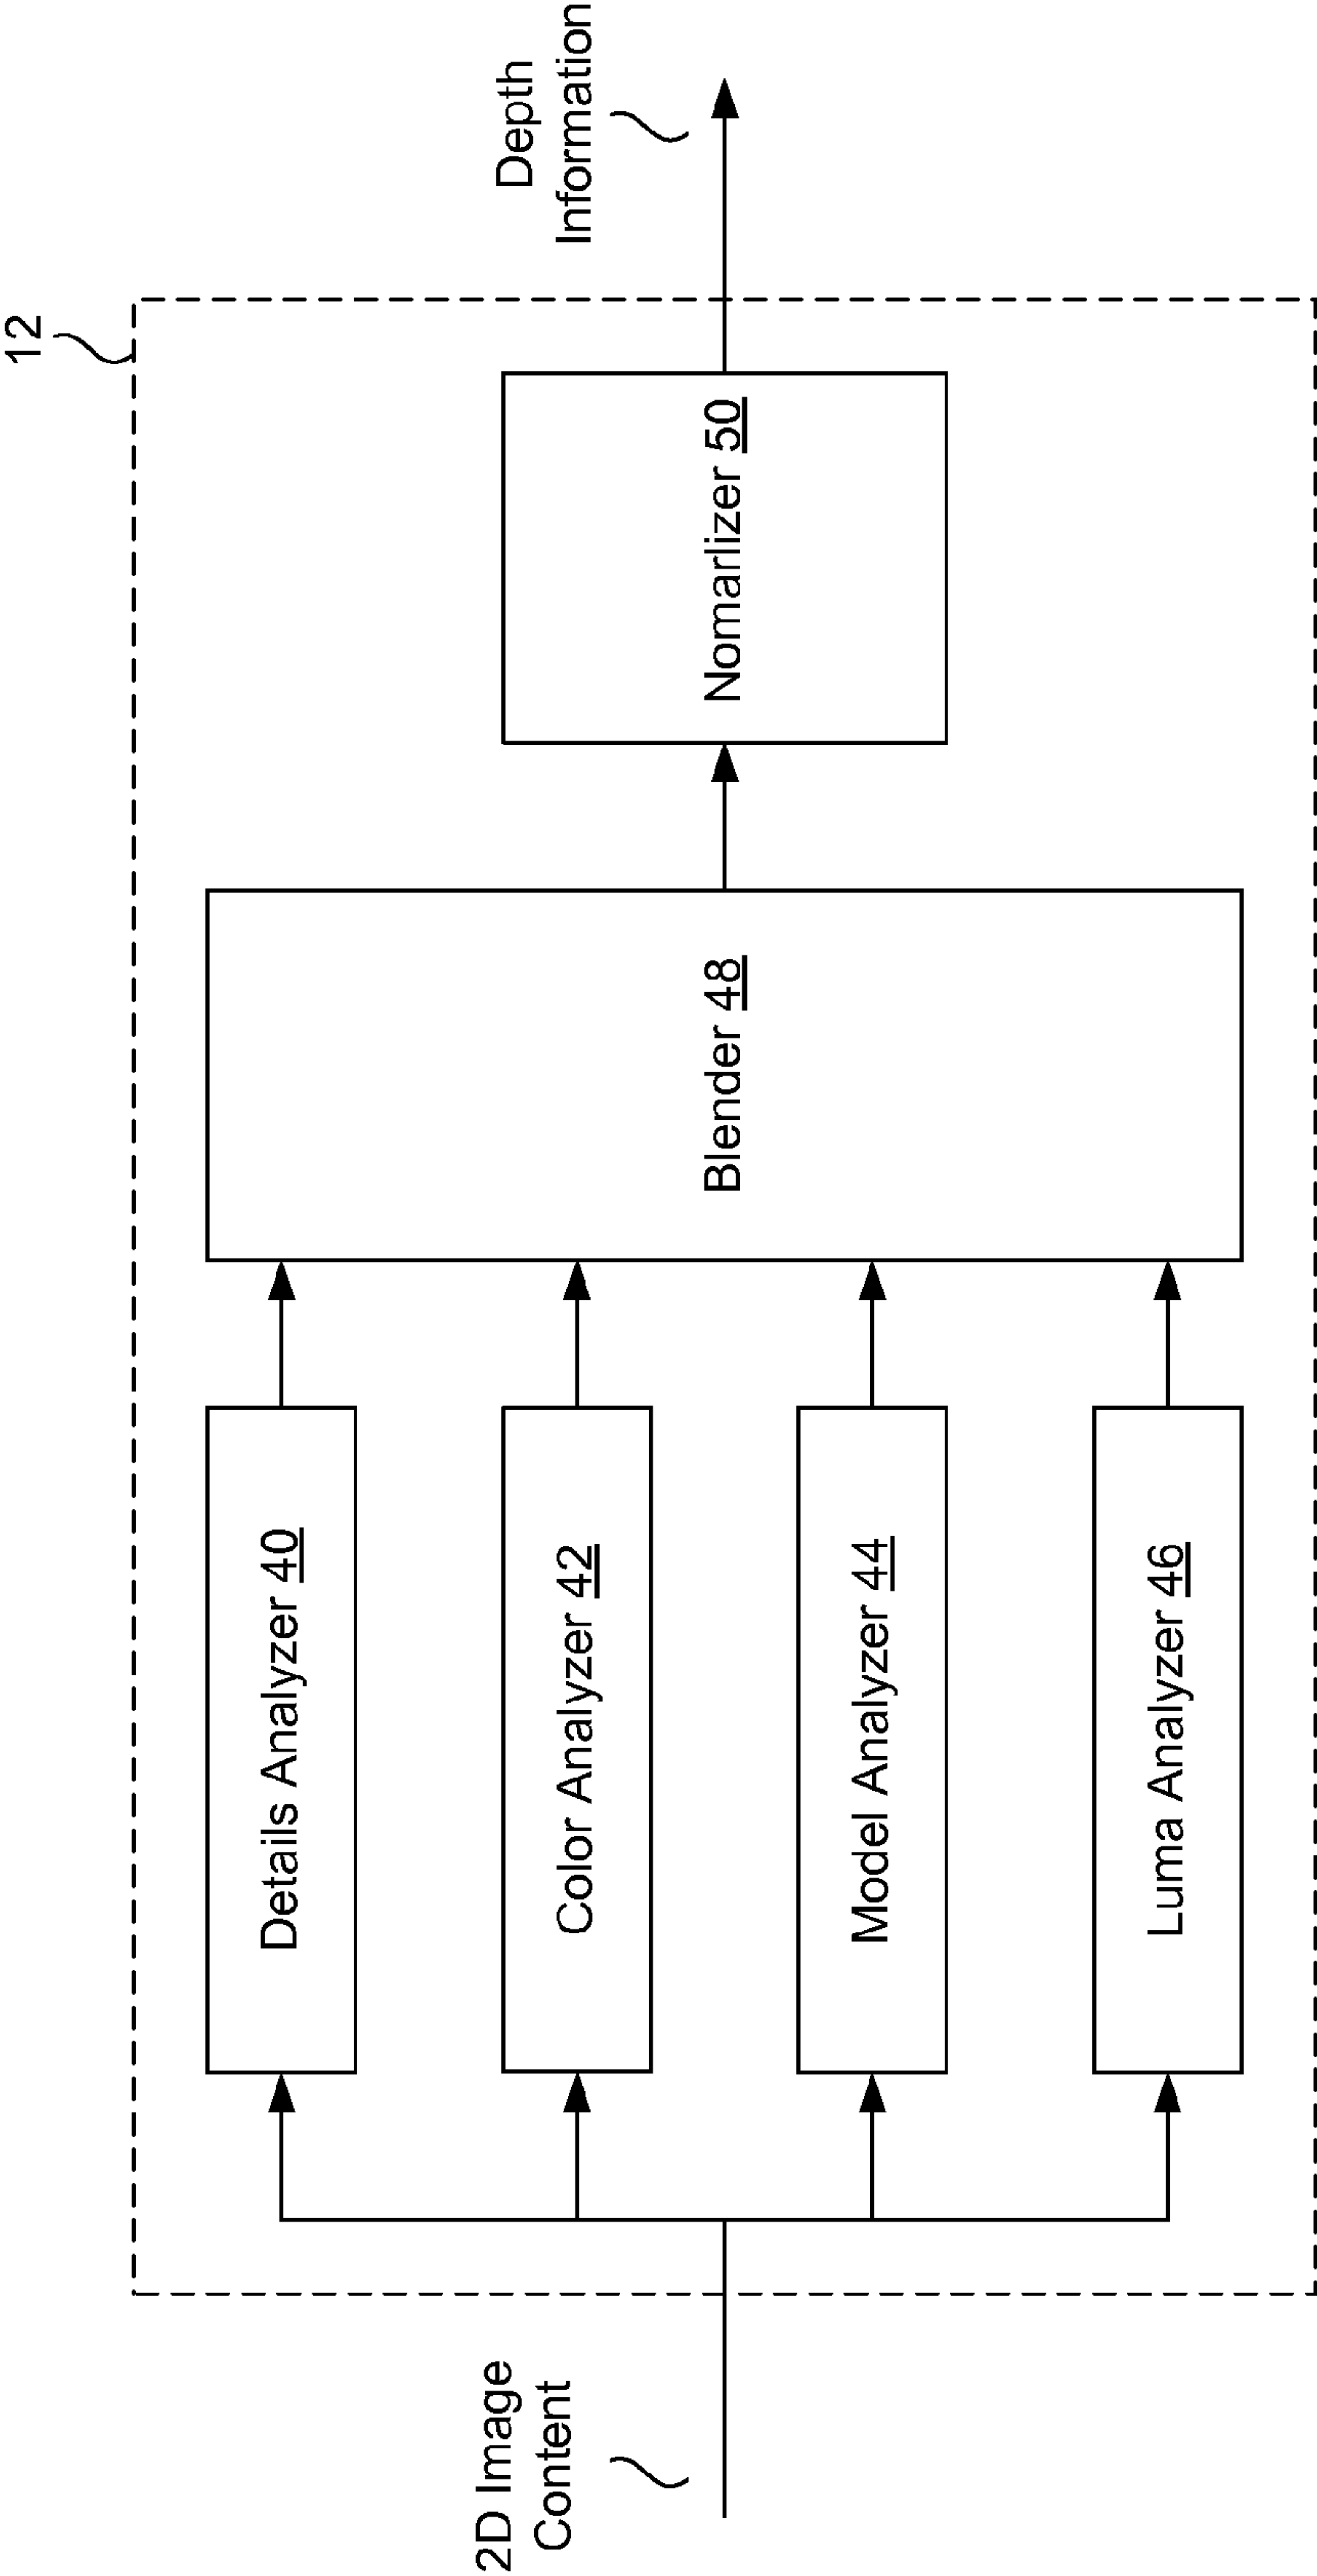 12
2D Image
Content
Details Analyzer 40
Color Analyzer 42
Model Analyzer 44
Luma Analyzer 46
Blender 48
Nomarlizer 50
Depth
Information